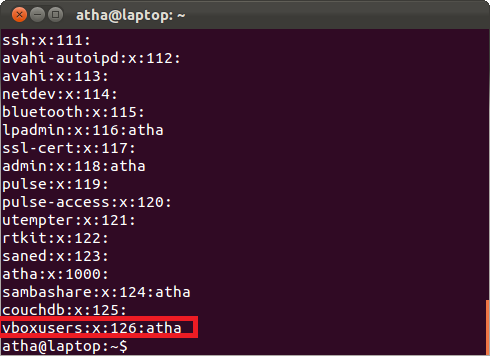 atha@laptop: ~
ssh:x:111:
avahi-autoipd:x:112:
avahi:x:113:
netdev:x:114:
bluetooth:x:115:
lpadmin:x:116:atha
ssl-cert:x:117:
admin:x:118:atha
pulse:x:119:
pulse-access:x:120:
utempter:x:121:
rtkit:x:122:
saned:x:123:
atha:x:1000:
sambashare:x:124:atha
couchdb:x:125:
vboxusers:x:126:atha
atha@laptop:~$